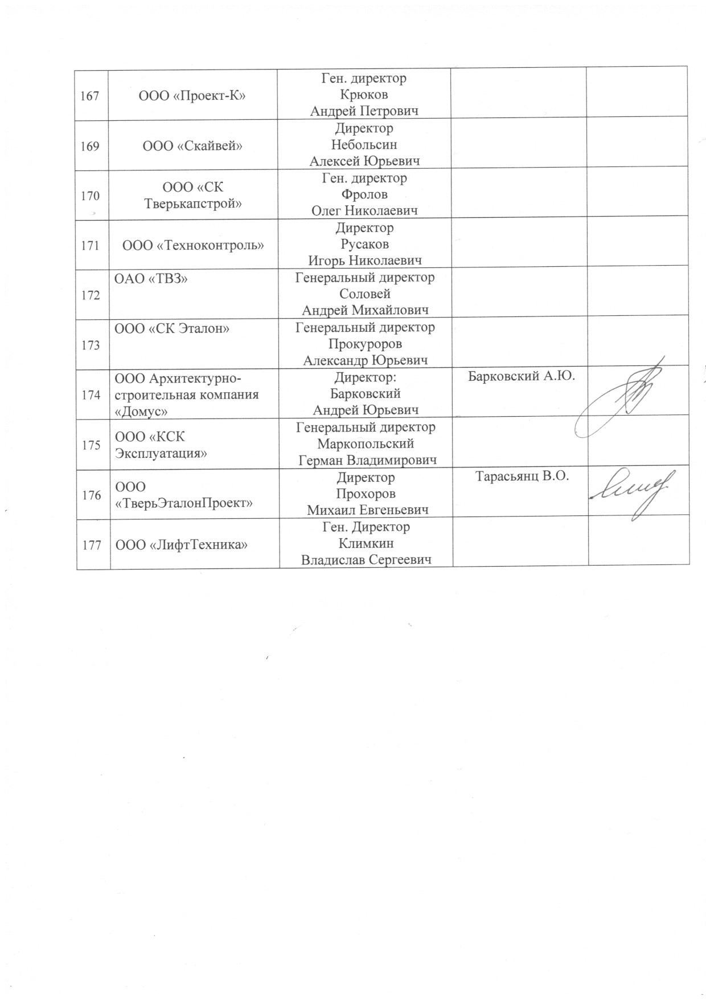 167
ООО «Проект-К»
Ген. директор
Крюков
Андрей Петрович
169
ООО «Скайвей»
Директор
Небольсин
Алексей Юрьевич
170
ООО «СК
Тверькапстрой»
Ген. директор
Фролов
Олег Николаевич
171
ООО «Техноконтроль»
Директор
Русаков
Игорь Николаевич
172
ОАО «ТВЗ»
Генеральный директор
Соловей
Андрей Михайлович
173
ООО «СК Эталон»
Генеральный директор
Прокуроров
Александр Юрьевич
174
ООО Архитектурно-
строительная компания
«Домус»
Директор:
Барковский
Андрей Юрьевич
Барковский А.Ю.
175
ООО «КСК
Эксплуатация»
Генеральный директор
Маркопольский
Герман Владимирович
176
ООО
«ТверьЭталонПроект»
Директор
Прохоров
Михаил Евгеньевич
Тарасьянц В.О.
177
ООО «ЛифтТехника»
Ген. Директор
Климкин
Владислав Сергеевич